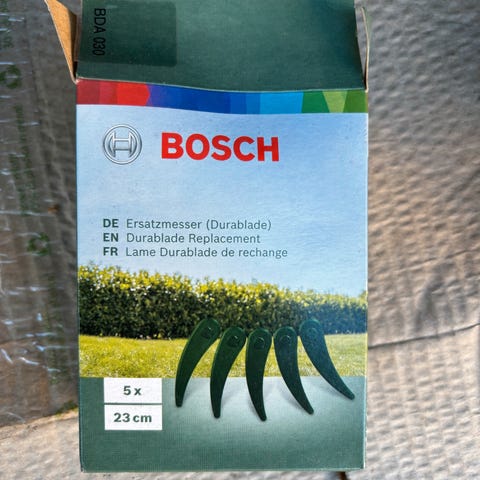 BDA 030
BOSCH
DE Ersatzmesser (Durablade)
EN Durablade Replacement
FR Lame Durablade de rechange
5 x
23 cm